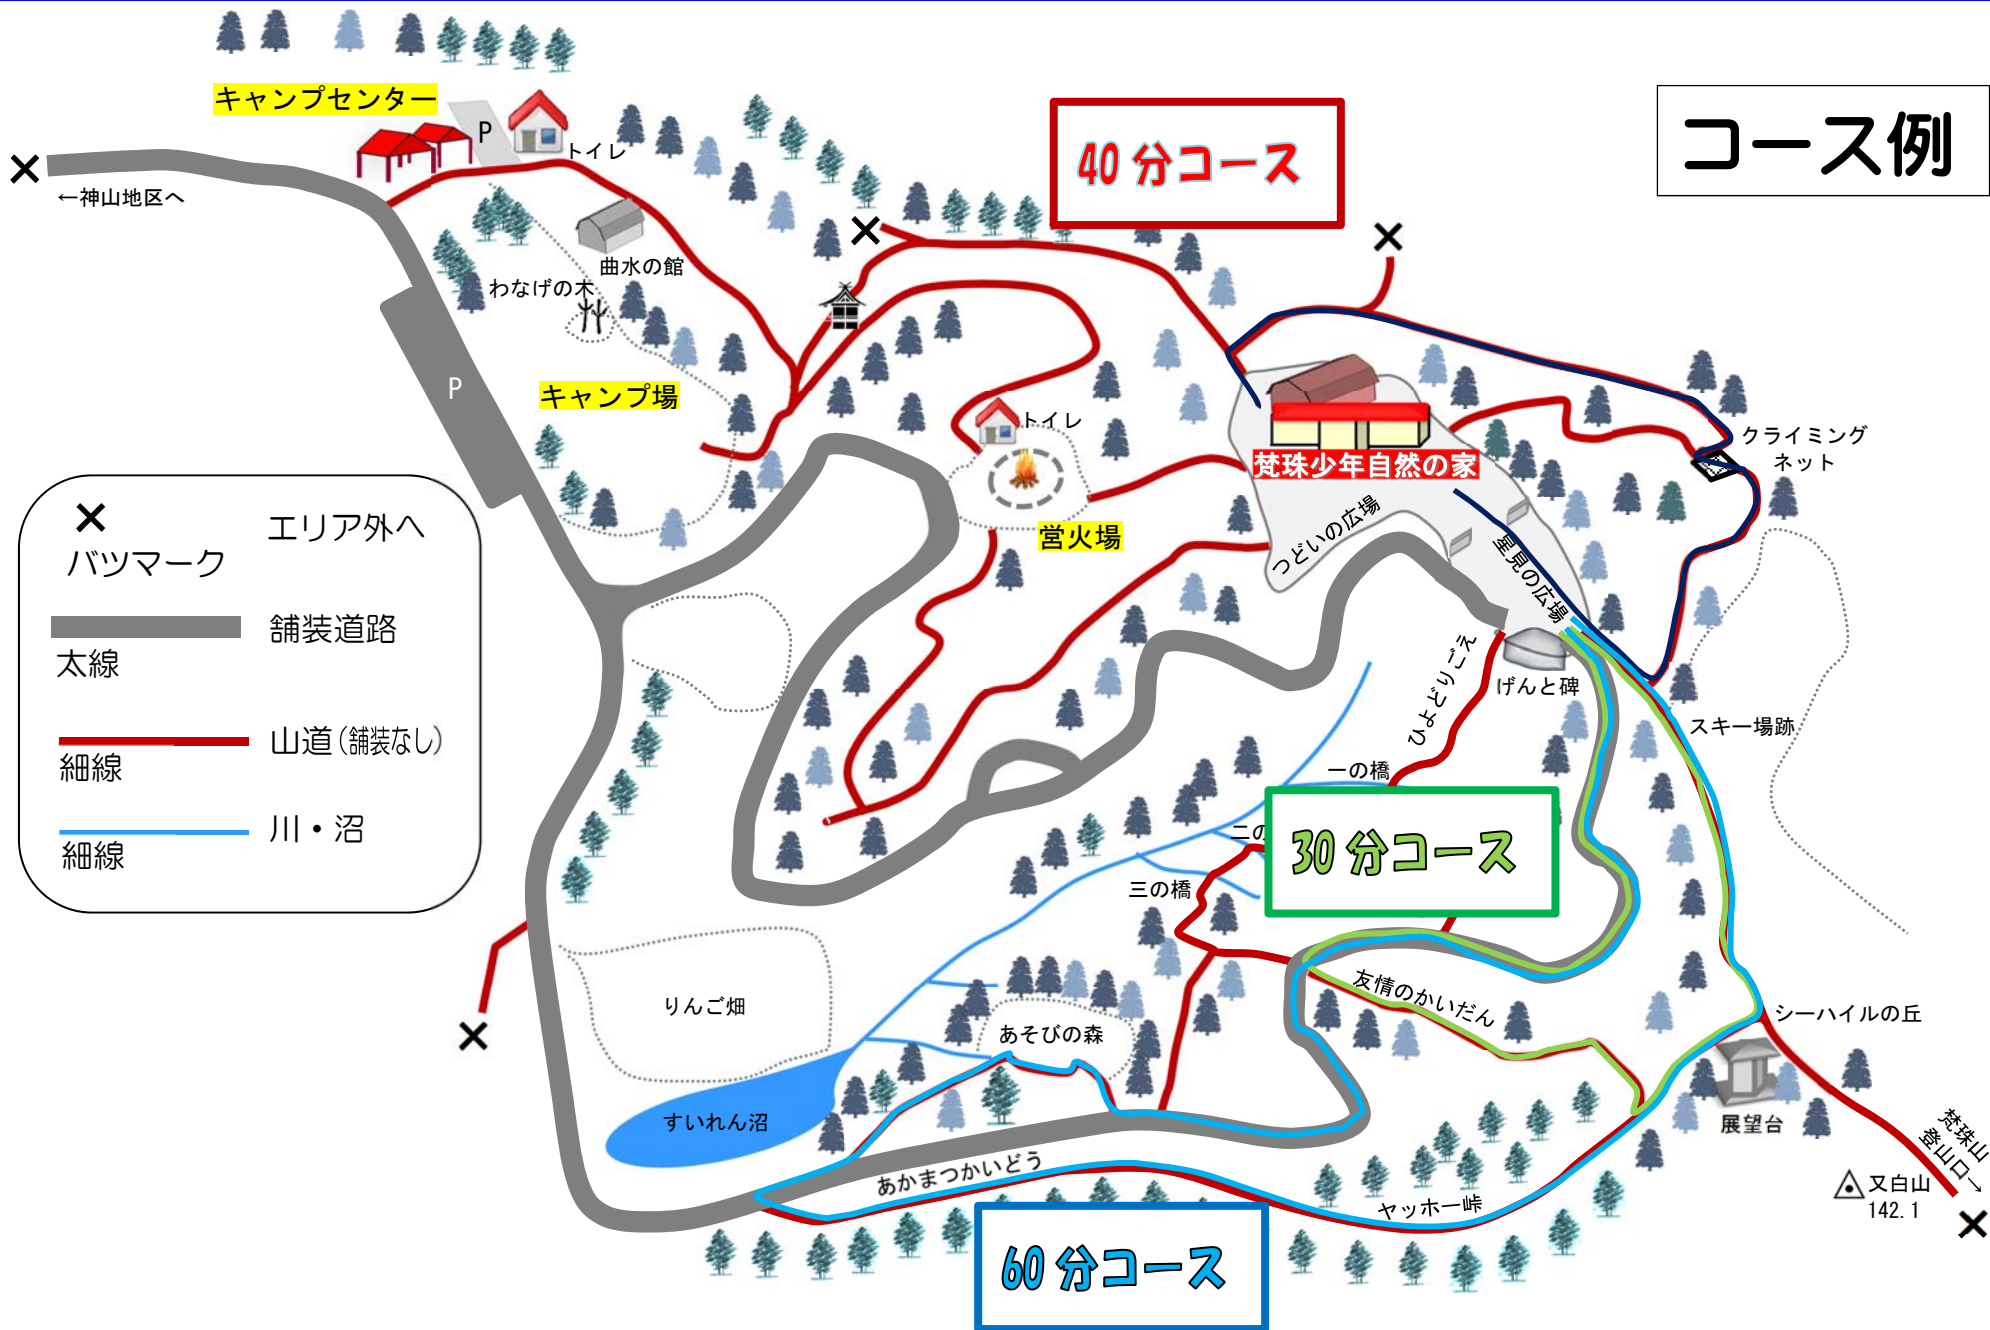 キャンプセンター
P
トイレ
40分コース
コース例
←神山地区へ
曲水の館
わなげの木
キャンプ場
P
トイレ
クライミング
ネット
梵珠少年自然の家
つどいの広場
営火場
星見の広場
エリア外へ
バツマーク
舗装道路
太線
山道(舗装なし)
細線
川・沼
細線
ひよどりごえ
げんと碑
スキー場跡
一の橋
二の
30分コース
三の橋
友情のかいだん
りんご畑
あそびの森
シーハイルの丘
すいれん沼
展望台
あかまつかいどう
ヤッホー峠
梵珠山
登山口→
又白山
142.1
60分コース